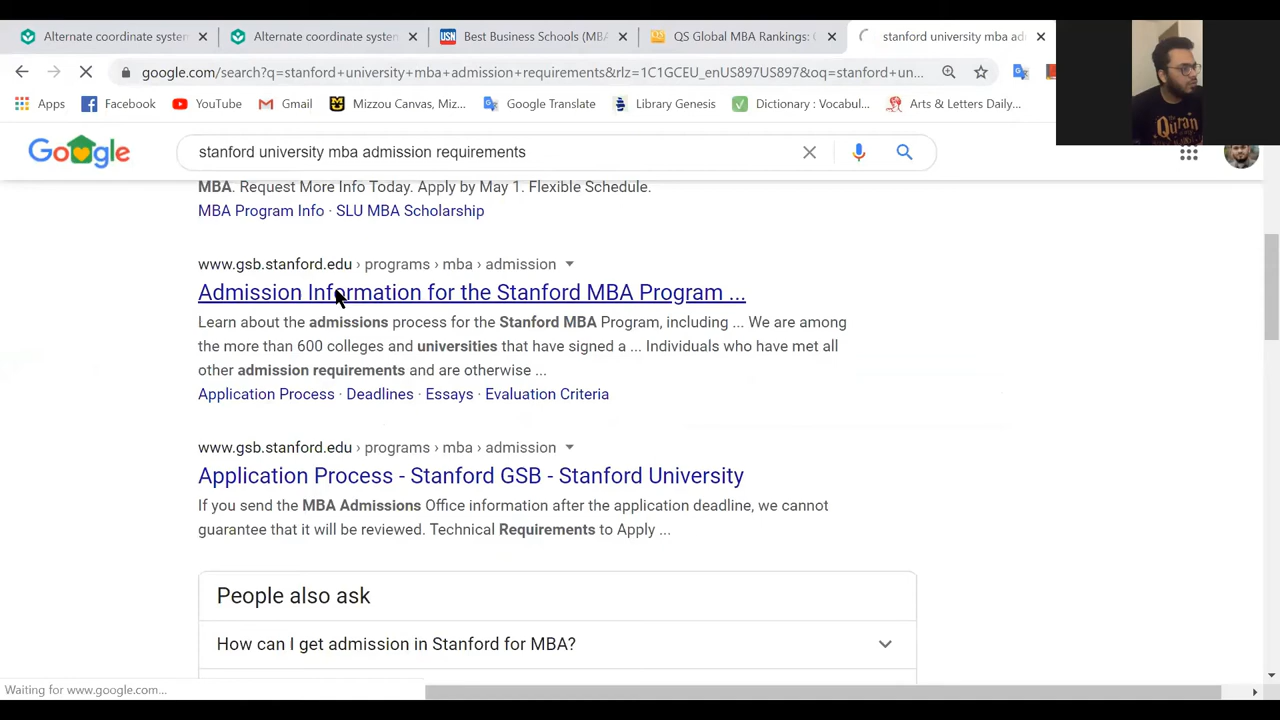 Alternate coordinate system
Alternate coordinate system
USN
Best Business Schools (MBA
QS Global MBA Rankings:
stanford university mba ad
google.com/search?q=stanford+university+mba+admission+requirements&rlz=1C1GCEU_enUS897US897&oq=stanford+un...
Apps
Facebook
YouTube
Gmail
Mizzou Canvas, Miz...
Google Translate
Library Genesis
Dictionary : Vocabul...
Arts & Letters Daily...
Quran
stanford university mba admission requirements
MBA. Request More Info Today. Apply by May 1. Flexible Schedule.
MBA Program Info · SLU MBA Scholarship
www.gsb.stanford.edu › programs › mba › admission
Admission Information for the Stanford MBA Program ...
Learn about the admissions process for the Stanford MBA Program, including ... We are among
the more than 600 colleges and universities that have signed a ... Individuals who have met all
other admission requirements and are otherwise ...
Application Process · Deadlines · Essays · Evaluation Criteria
www.gsb.stanford.edu › programs › mba › admission
Application Process - Stanford GSB - Stanford University
If you send the MBA Admissions Office information after the application deadline, we cannot
guarantee that it will be reviewed. Technical Requirements to Apply ...
People also ask
How can I get admission in Stanford for MBA?
Waiting for www.google.com...